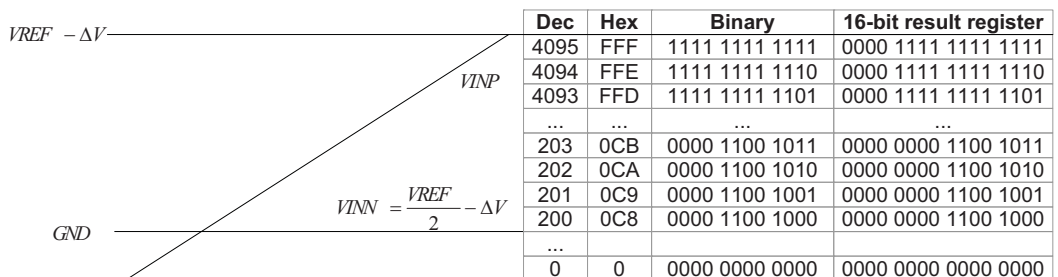 VREF − ΔV
VINP
VINN = VREF/2 − ΔV
GND
Dec Hex Binary 16-bit result register
4095 FFF 1111 1111 1111 0000 1111 1111 1111
4094 FFE 1111 1111 1110 0000 1111 1111 1110
4093 FFD 1111 1111 1101 0000 1111 1111 1101
... ... ... ...
203 0CB 0000 1100 1011 0000 0000 1100 1011
202 0CA 0000 1100 1010 0000 0000 1100 1010
201 0C9 0000 1100 1001 0000 0000 1100 1001
200 0C8 0000 1100 1000 0000 0000 1100 1000
...
0 0 0000 0000 0000 0000 0000 0000 0000